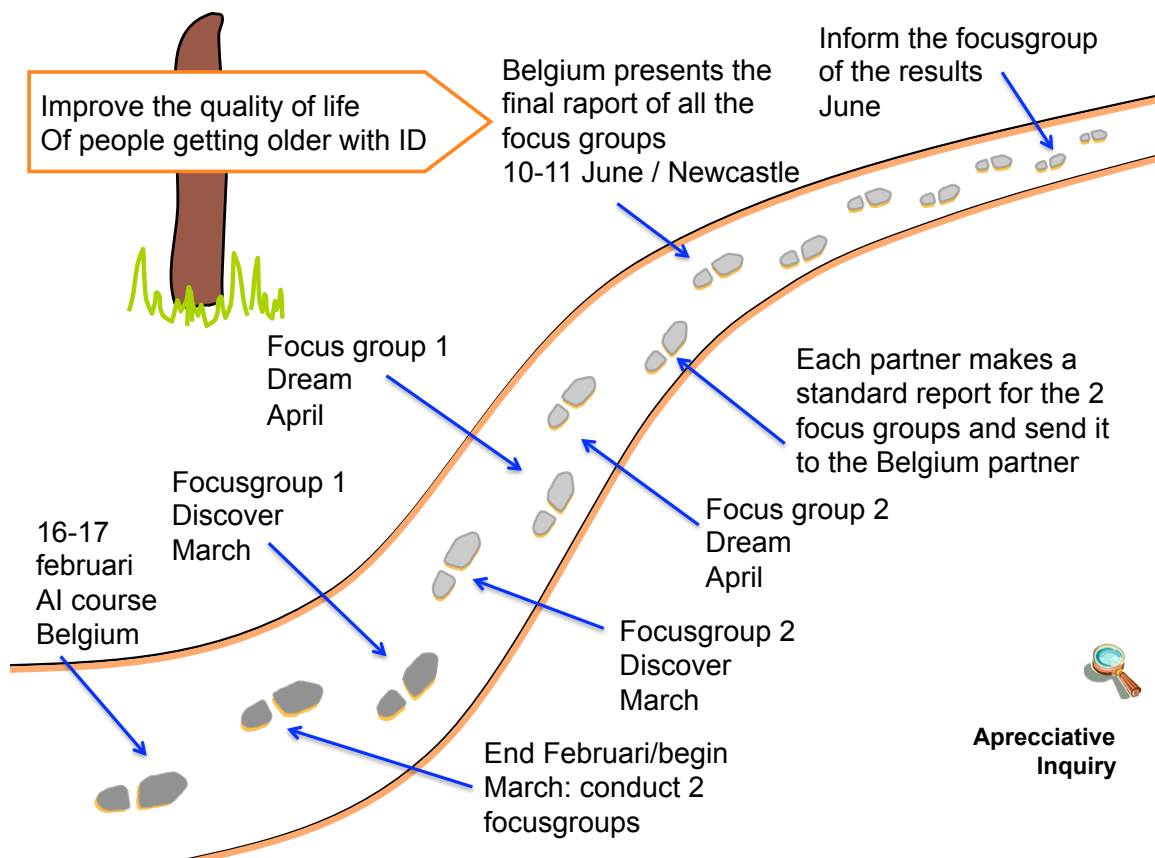 Improve the quality of life
Of people getting older with ID
Belgium presents the
final raport of all the
focus groups
10-11 June / Newcastle
Inform the focusgroup
of the results
June
Focus group 1
Dream
April
Each partner makes a
standard report for the 2
focus groups and send it
to the Belgium partner
Focusgroup 1
Discover
March
Focus group 2
Dream
April
16-17
februari
AI course
Belgium
Focusgroup 2
Discover
March
End Februari/begin
March: conduct 2
focusgroups
Aprecciative
Inquiry